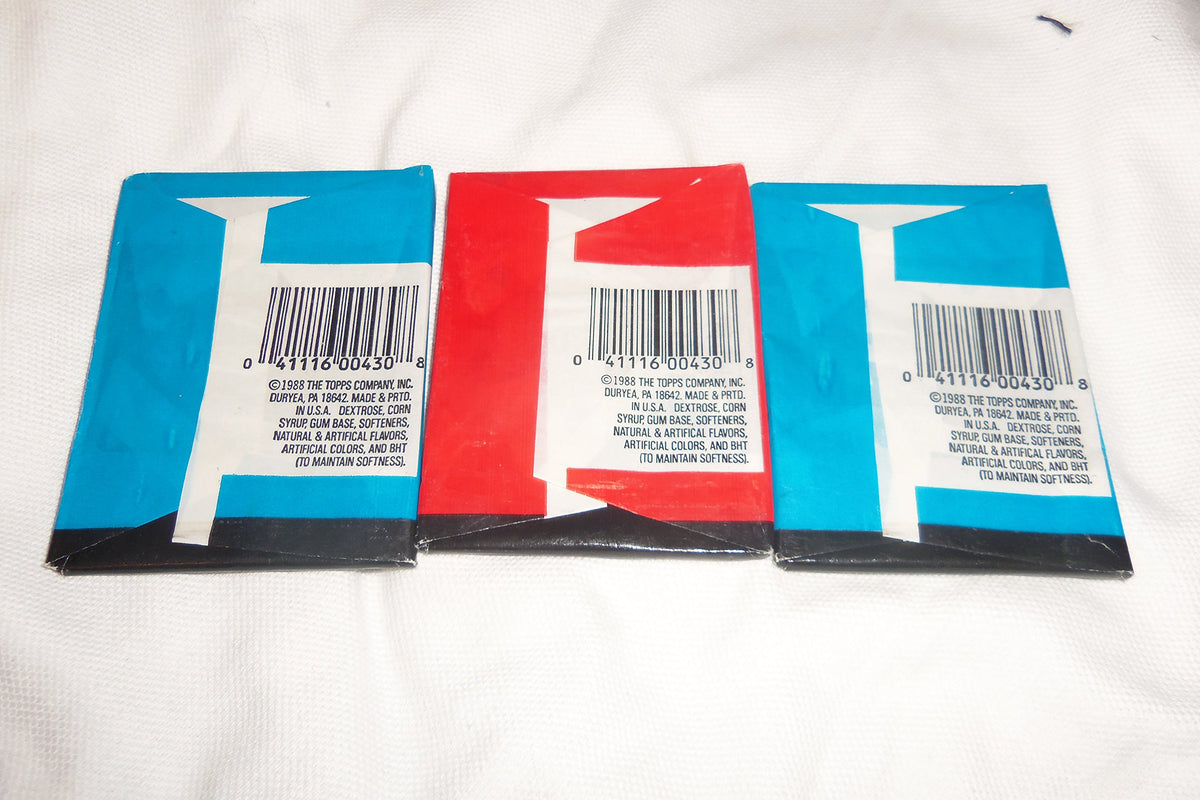 0 41116 00430 8
©1988 THE TOPPS COMPANY, INC.
DURYEA, PA 18642. MADE & PRTD.
IN U.S.A. DEXTROSE, CORN
SYRUP, GUM BASE, SOFTENERS,
NATURAL & ARTIFICAL FLAVORS,
ARTIFICIAL COLORS, AND BHT
(TO MAINTAIN SOFTNESS).
0 41116 00430 8
©1988 THE TOPPS COMPANY, INC.
DURYEA, PA 18642. MADE & PRTD.
IN U.S.A. DEXTROSE, CORN
SYRUP, GUM BASE, SOFTENERS,
NATURAL & ARTIFICAL FLAVORS,
ARTIFICIAL COLORS, AND BHT
(TO MAINTAIN SOFTNESS).
0 41116 00430 8
©1988 THE TOPPS COMPANY, INC.
DURYEA, PA 18642. MADE & PRTD.
IN U.S.A. DEXTROSE, CORN
SYRUP, GUM BASE, SOFTENERS,
NATURAL & ARTIFICAL FLAVORS,
ARTIFICIAL COLORS, AND BHT
(TO MAINTAIN SOFTNESS).